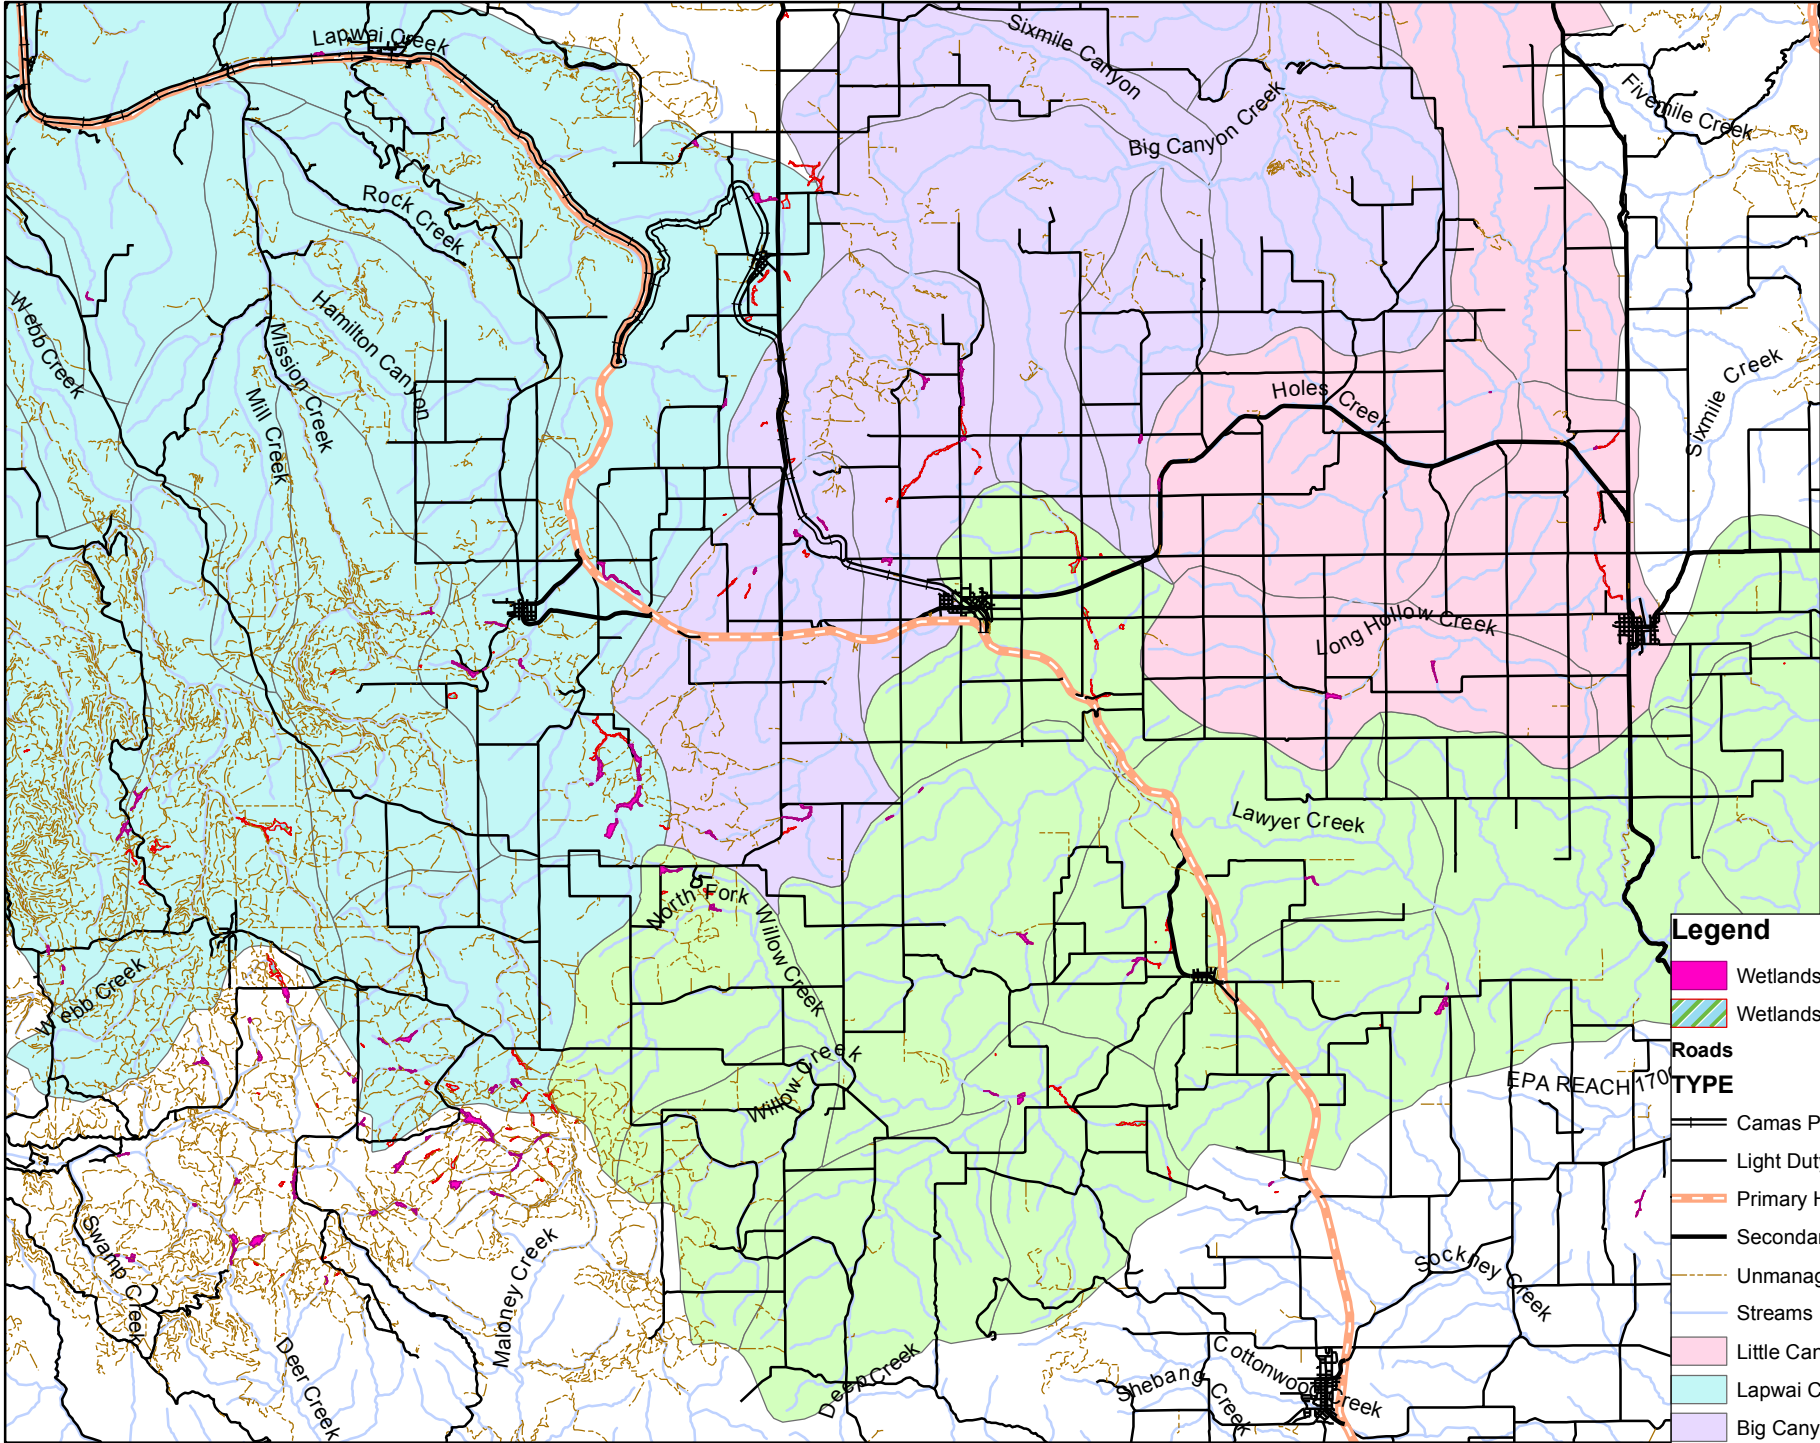 Lapwai Creek
Sixmile Canyon
Big Canyon Creek
Fivemile Creek
Rock Creek
Webb Creek
Hamilton Canyon
Mission Creek
Mill Creek
Holes Creek
Sixmile Creek
Long Hollow Creek
Lawyer Creek
North Fork Willow Creek
Webb Creek
Willow Creek
EPA REACH 170
Swamp Creek
Maloney Creek
Deer Creek
Deep Creek
Sockney Creek
Cottonwood Creek
Shebang Creek
Legend
Wetlands
Wetlands
Roads
TYPE
Camas P
Light Dut
Primary H
Seconda
Unmanag
Streams
Little Can
Lapwai C
Big Cany